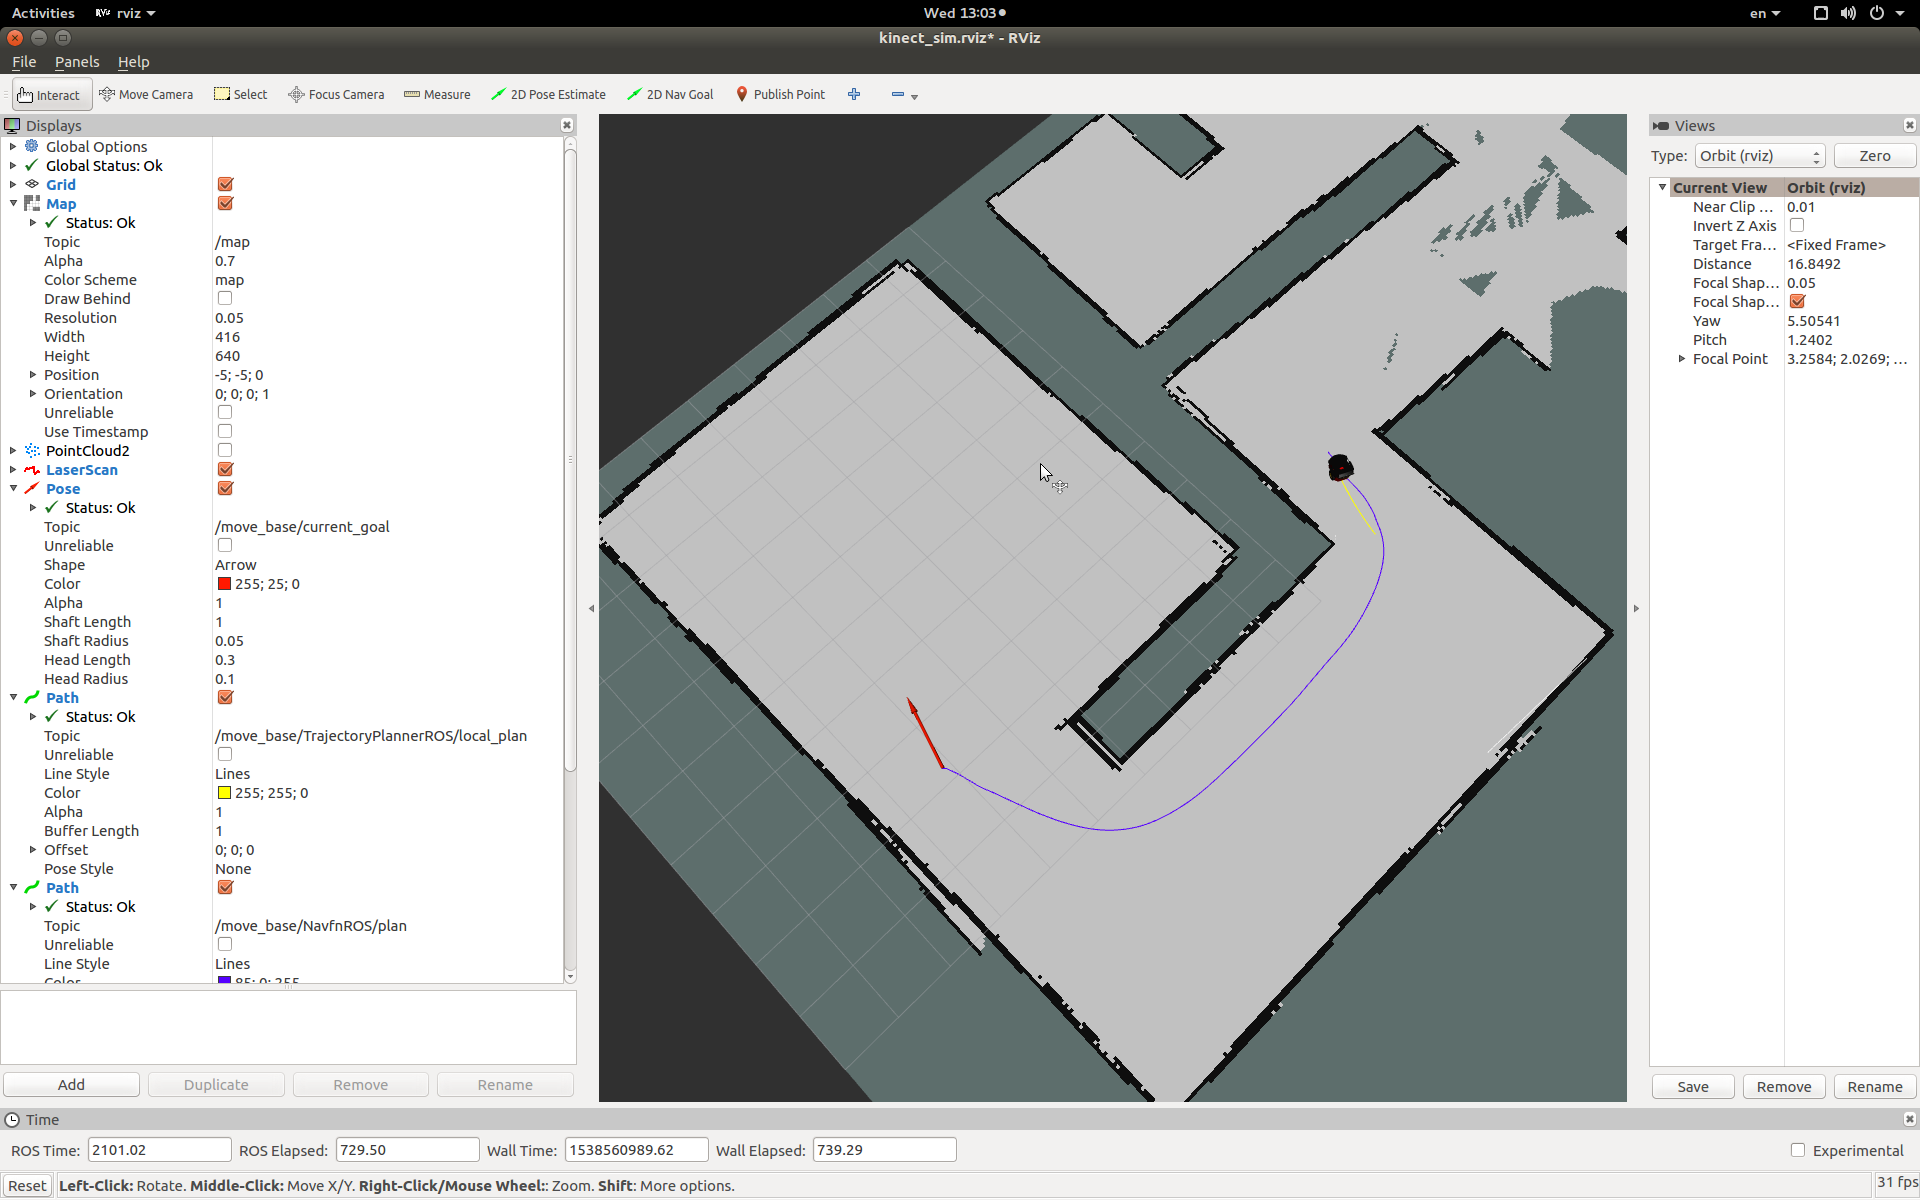 Activities rviz Wed 13:03 en
kinect_sim.rviz* - RViz
File Panels Help
Interact Move Camera Select Focus Camera Measure 2D Pose Estimate 2D Nav Goal Publish Point
Displays
Global Options
Global Status: Ok
Grid
Map
Status: Ok
Topic /map
Alpha 0.7
Color Scheme map
Draw Behind
Resolution 0.05
Width 416
Height 640
Position -5; -5; 0
Orientation 0; 0; 0; 1
Unreliable
Use Timestamp
PointCloud2
LaserScan
Pose
Status: Ok
Topic /move_base/current_goal
Unreliable
Shape Arrow
Color 255; 25; 0
Alpha 1
Shaft Length 1
Shaft Radius 0.05
Head Length 0.3
Head Radius 0.1
Path
Status: Ok
Topic /move_base/TrajectoryPlannerROS/local_plan
Unreliable
Line Style Lines
Color 255; 255; 0
Alpha 1
Buffer Length 1
Offset 0; 0; 0
Pose Style None
Path
Status: Ok
Topic /move_base/NavfnROS/plan
Unreliable
Line Style Lines
Color 85; 0; 255
Add Duplicate Remove Rename
Views
Type: Orbit (rviz) Zero
Current View Orbit (rviz)
Near Clip ... 0.01
Invert Z Axis
Target Fra... <Fixed Frame>
Distance 16.8492
Focal Shap... 0.05
Focal Shap...
Yaw 5.50541
Pitch 1.2402
Focal Point 3.2584; 2.0269; ...
Save Remove Rename
Time
ROS Time: 2101.02 ROS Elapsed: 729.50 Wall Time: 1538560989.62 Wall Elapsed: 739.29 Experimental
Reset Left-Click: Rotate. Middle-Click: Move X/Y. Right-Click/Mouse Wheel:: Zoom. Shift: More options. 31 fps